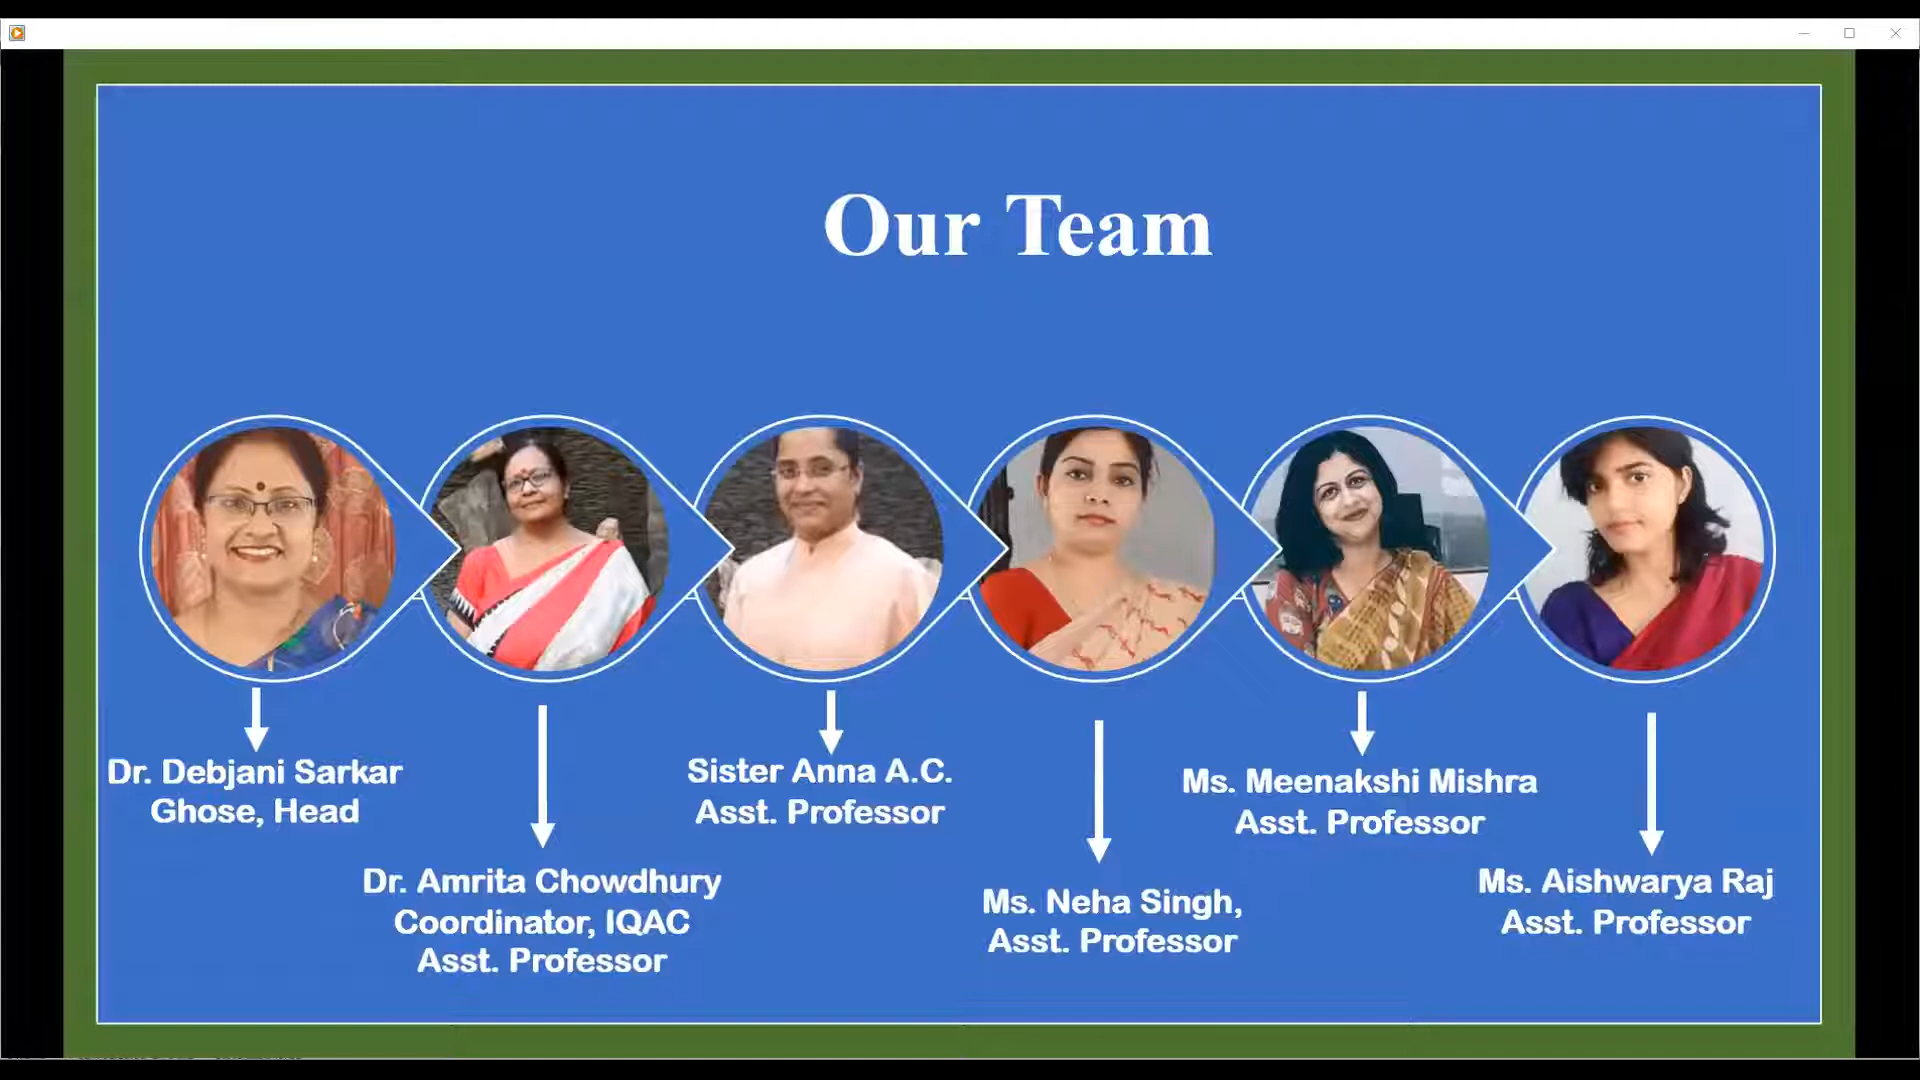 Our Team
Dr. Debjani Sarkar
Ghose, Head
Dr. Amrita Chowdhury
Coordinator, IQAC
Asst. Professor
Sister Anna A.C.
Asst. Professor
Ms. Neha Singh,
Asst. Professor
Ms. Meenakshi Mishra
Asst. Professor
Ms. Aishwarya Raj
Asst. Professor